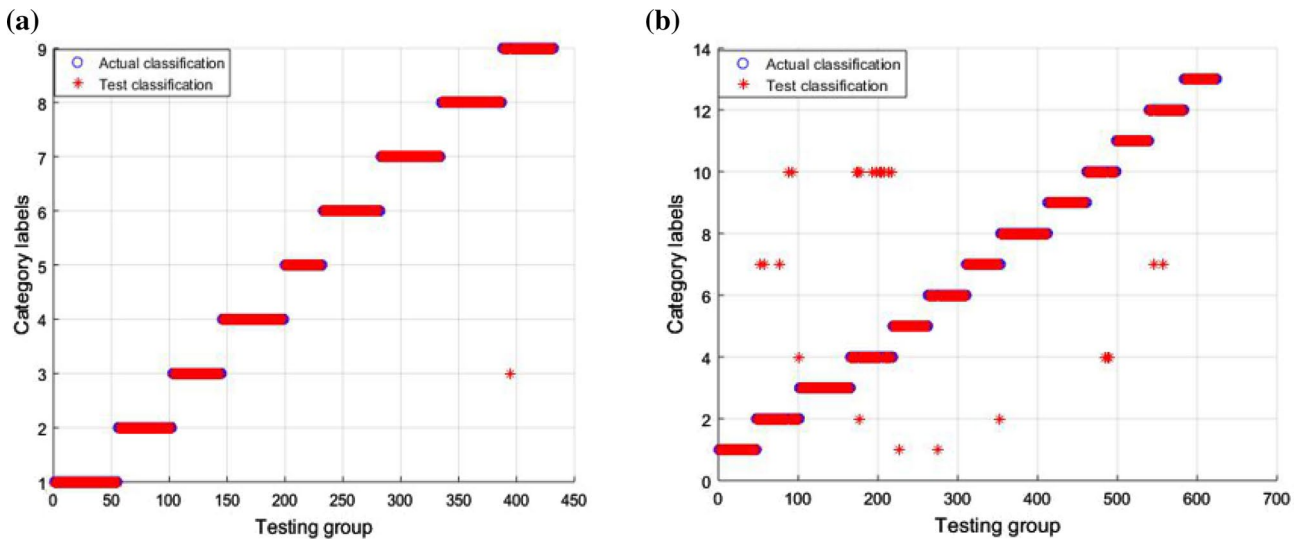 (a)
9
8
7
6
5
4
3
2
1
Category labels
Actual classification
Test classification
0 50 100 150 200 250 300 350 400 450
Testing group
(b)
14
12
10
8
6
4
2
0
Category labels
Actual classification
Test classification
0 100 200 300 400 500 600 700
Testing group